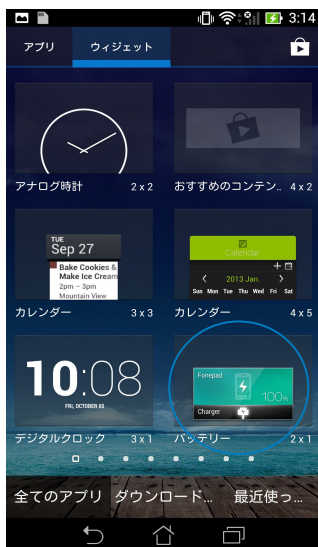 3:14
アプリ ウィジェット
アナログ時計 2 x 2
おすすめのコンテン.. 4 x 2
TUE
Sep 27
Bake Cookies &
Make Ice Cream
2pm – 3pm
Mountain View
カレンダー 3 x 3
Calendar
2013 Jan.
Sun Mon Tue Wed Thu Fri Sat
カレンダー 4 x 5
10:08
FRI, OCTOBER 05
デジタルクロック 3 x 1
Fonepad
100%
Charger
バッテリー 2 x 1
全てのアプリ ダウンロード... 最近使っ...